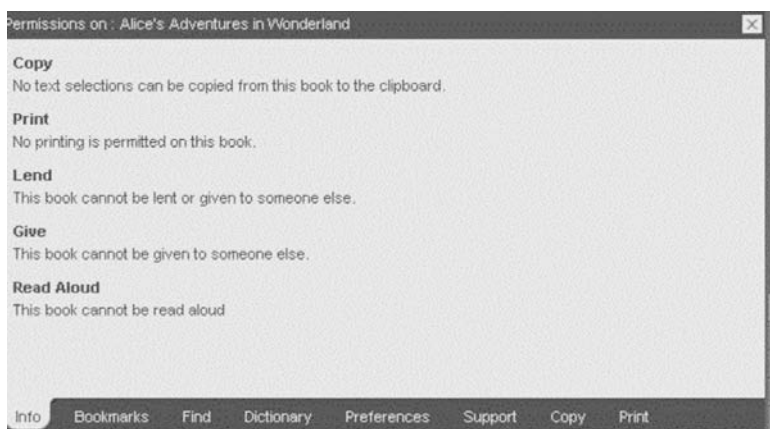 Permissions on : Alice's Adventures in Wonderland
Copy
No text selections can be copied from this book to the clipboard.
Print
No printing is permitted on this book.
Lend
This book cannot be lent or given to someone else.
Give
This book cannot be given to someone else.
Read Aloud
This book cannot be read aloud
Info Bookmarks Find Dictionary Preferences Support Copy Print